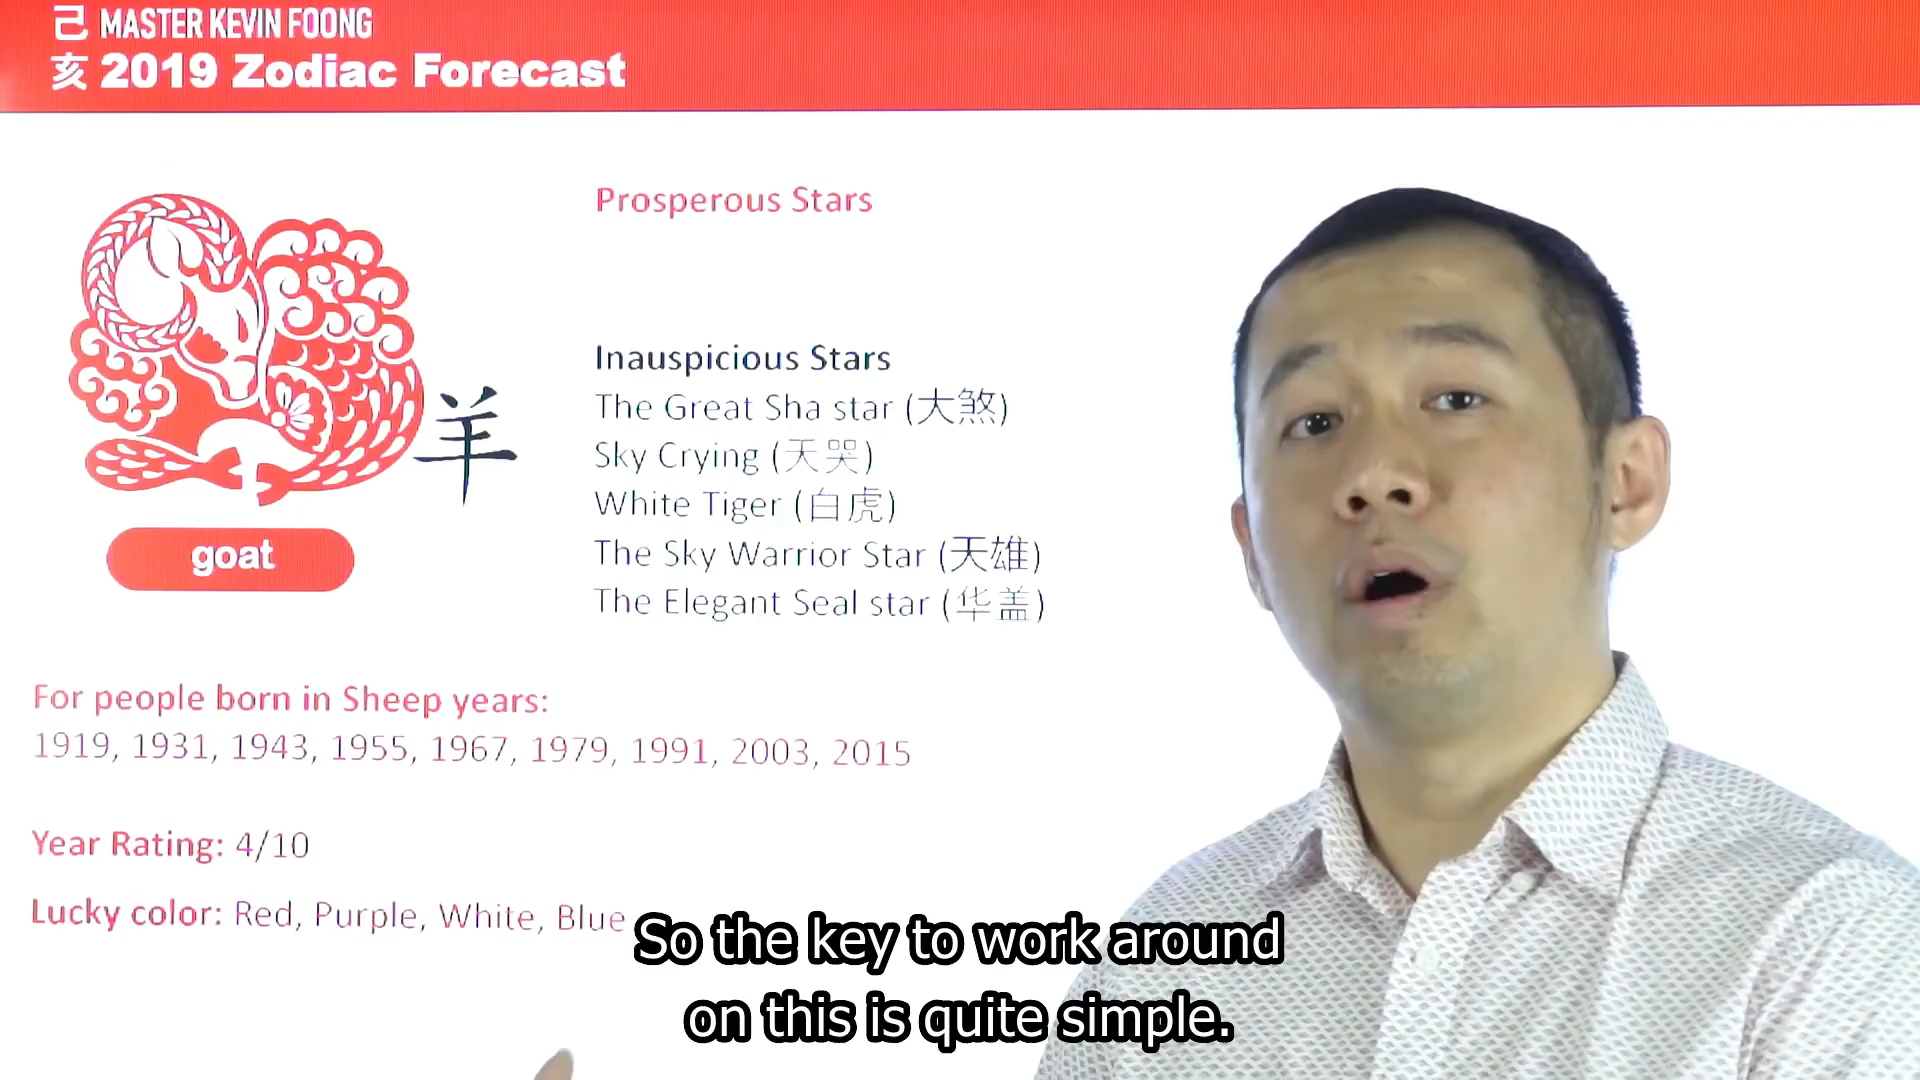 己 MASTER KEVIN FOONG
亥 2019 Zodiac Forecast
Prosperous Stars
Inauspicious Stars
The Great Sha star (大煞)
Sky Crying (天哭)
White Tiger (白虎)
The Sky Warrior Star (天雄)
The Elegant Seal star (华盖)
羊
goat
For people born in Sheep years:
1919, 1931, 1943, 1955, 1967, 1979, 1991, 2003, 2015
Year Rating: 4/10
Lucky color: Red, Purple, White, Blue
So the key to work around
on this is quite simple.